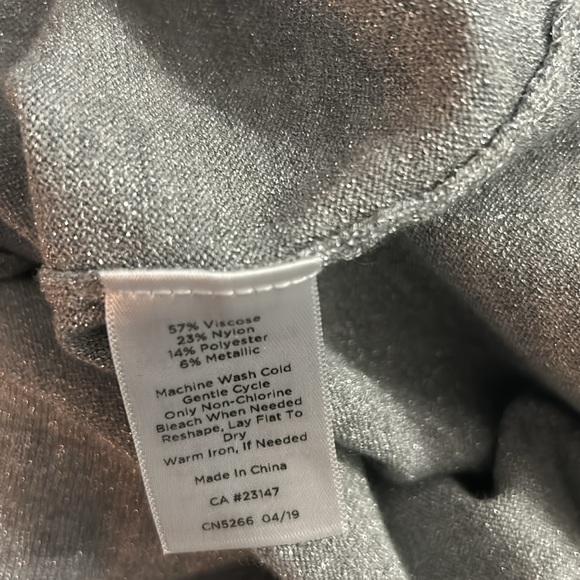 57% Viscose
23% Nylon
14% Polyester
6% Metallic
Machine Wash Cold
Gentle Cycle
Only Non-Chlorine
Bleach When Needed
Reshape, Lay Flat To
Dry
Warm Iron, If Needed
Made In China
CA #23147
CN5266 04/19